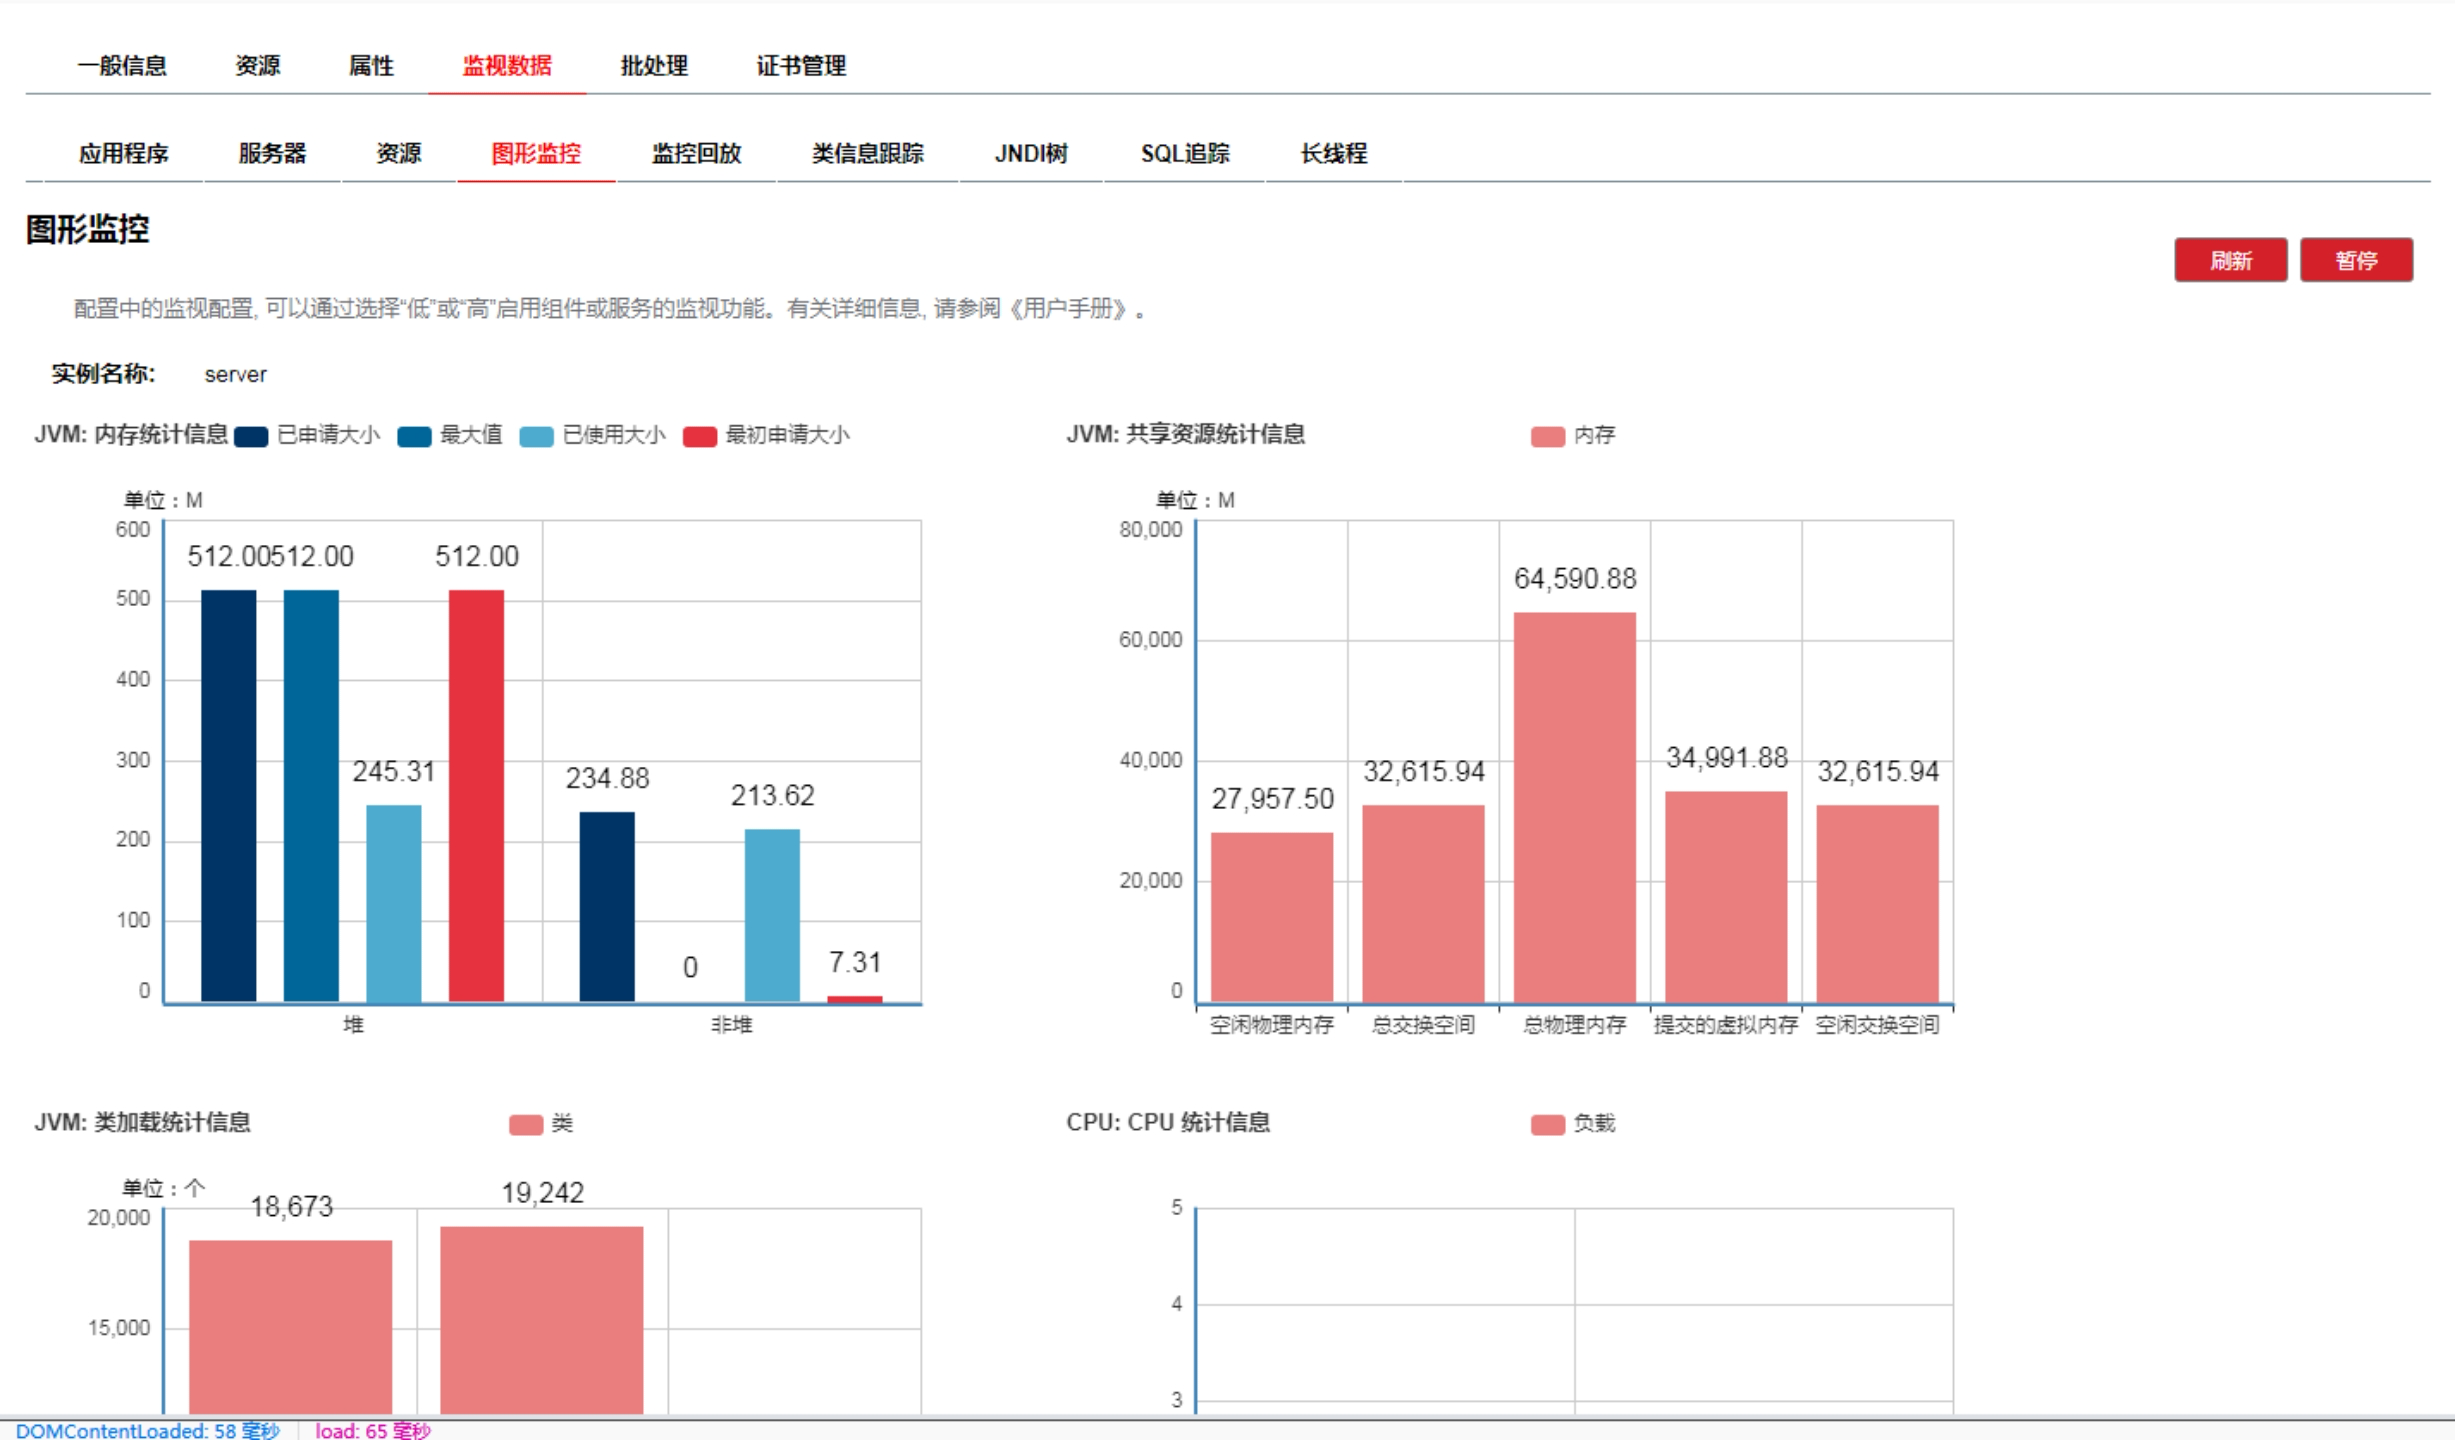 一般信息 资源 属性 监视数据 批处理 证书管理
应用程序 服务器 资源 图形监控 监控回放 类信息跟踪 JNDI树 SQL追踪 长线程
图形监控
刷新 暂停
配置中的监视配置, 可以通过选择“低”或“高”启用组件或服务的监视功能。有关详细信息, 请参阅《用户手册》。
实例名称: server
JVM: 内存统计信息 已申请大小 最大值 已使用大小 最初申请大小
单位：M
600
500
400
300
200
100
0
512.00 512.00 245.31 512.00
234.88 0 213.62 7.31
堆 非堆
JVM: 共享资源统计信息 内存
单位：M
80,000
60,000
40,000
20,000
0
27,957.50 32,615.94 64,590.88 34,991.88 32,615.94
空闲物理内存 总交换空间 总物理内存 提交的虚拟内存 空闲交换空间
JVM: 类加载统计信息 类
单位：个
20,000
15,000
18,673 19,242
CPU: CPU 统计信息 负载
5
4
3
DOMContentLoaded: 58 毫秒 load: 65 毫秒